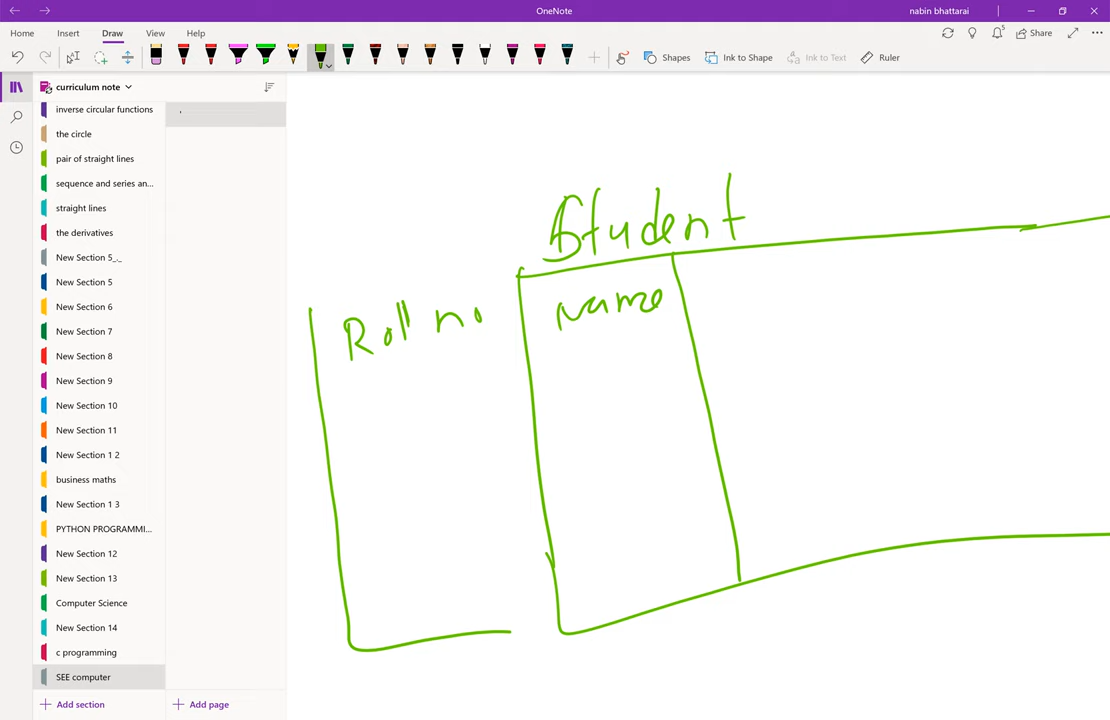 OneNote
nabin bhattarai
Home Insert Draw View Help
Share
Shapes Ink to Shape Ink to Text Ruler
curriculum note
inverse circular functions
the circle
pair of straight lines
sequence and series an...
straight lines
the derivatives
New Section 5_._
New Section 5
New Section 6
New Section 7
New Section 8
New Section 9
New Section 10
New Section 11
New Section 1 2
business maths
New Section 1 3
PYTHON PROGRAMMI...
New Section 12
New Section 13
Computer Science
New Section 14
c programming
SEE computer
Add section
Add page
Student
Roll no name